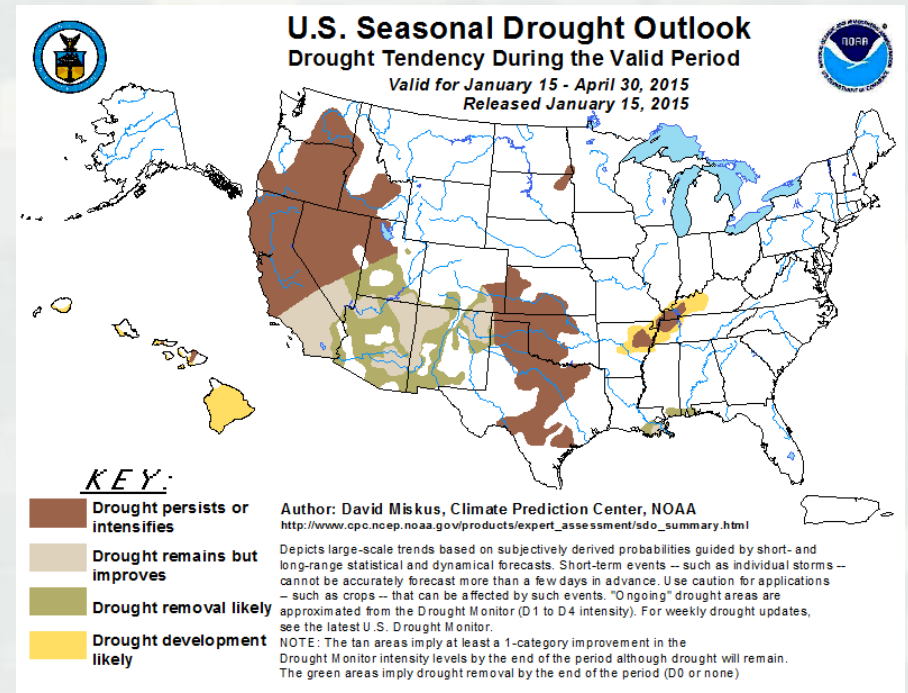 U.S. Seasonal Drought Outlook
Drought Tendency During the Valid Period
Valid for January 15 - April 30, 2015
Released January 15, 2015
NOAA
KEY:
Drought persists or
intensifies
Drought remains but
improves
Drought removal likely
Drought development
likely
Author: David Miskus, Climate Prediction Center, NOAA
http://www.cpc.ncep.noaa.gov/products/expert_assessment/sdo_summary.html
Depicts large-scale trends based on subjectively derived probabilities guided by short- and
long-range statistical and dynamical forecasts. Short-term events -- such as individual storms --
cannot be accurately forecast more than a few days in advance. Use caution for applications
-- such as crops -- that can be affected by such events. "Ongoing" drought areas are
approximated from the Drought Monitor (D1 to D4 intensity). For weekly drought updates,
see the latest U.S. Drought Monitor.
NOTE: The tan areas imply at least a 1-category improvement in the
Drought Monitor intensity levels by the end of the period although drought will remain.
The green areas imply drought removal by the end of the period (D0 or none)